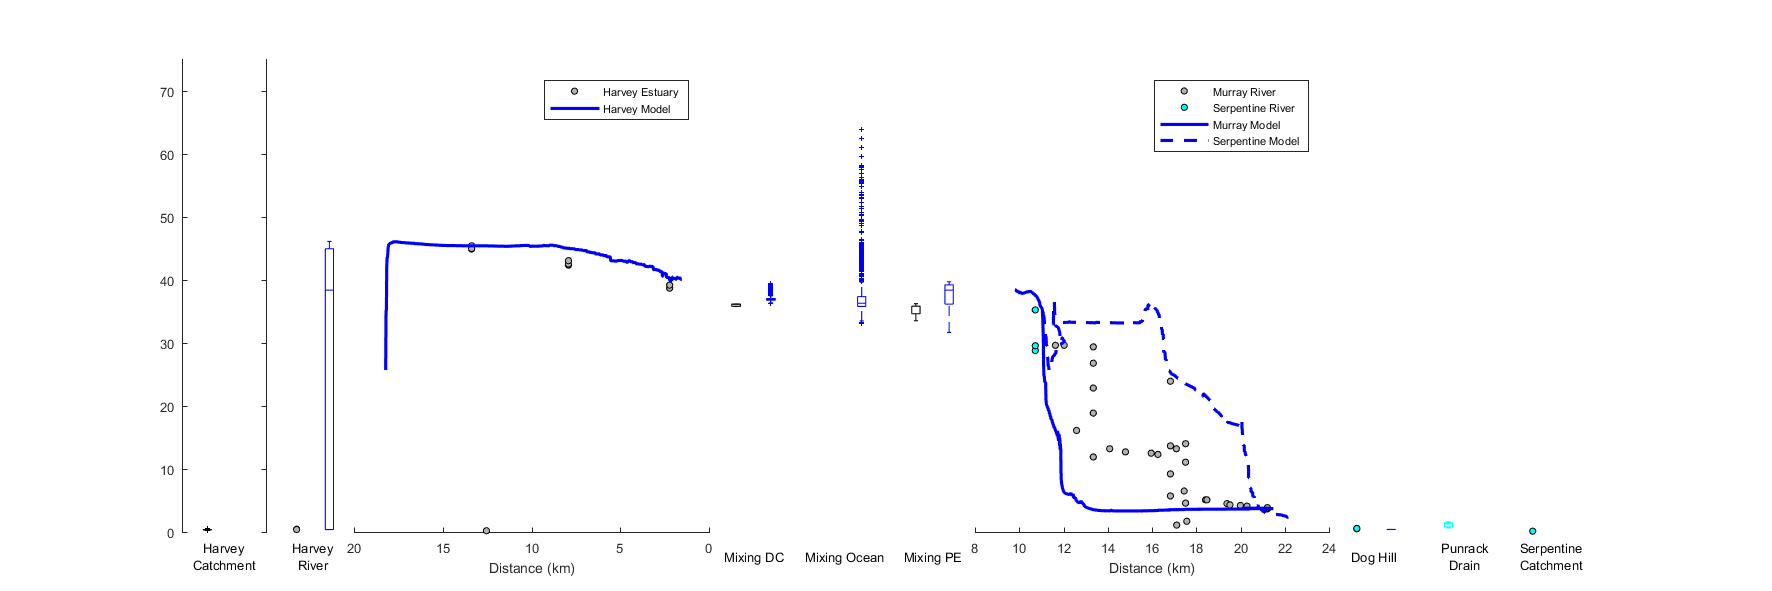 70
60
50
40
30
20
10
0
Harvey Estuary
Harvey Model
Murray River
Serpentine River
Murray Model
Serpentine Model
20 15 10 5 0
8 10 12 14 16 18 20 22 24
Harvey
Catchment
Harvey
River
Distance (km)
Mixing DC
Mixing Ocean
Mixing PE
Distance (km)
Dog Hill
Punrack
Drain
Serpentine
Catchment